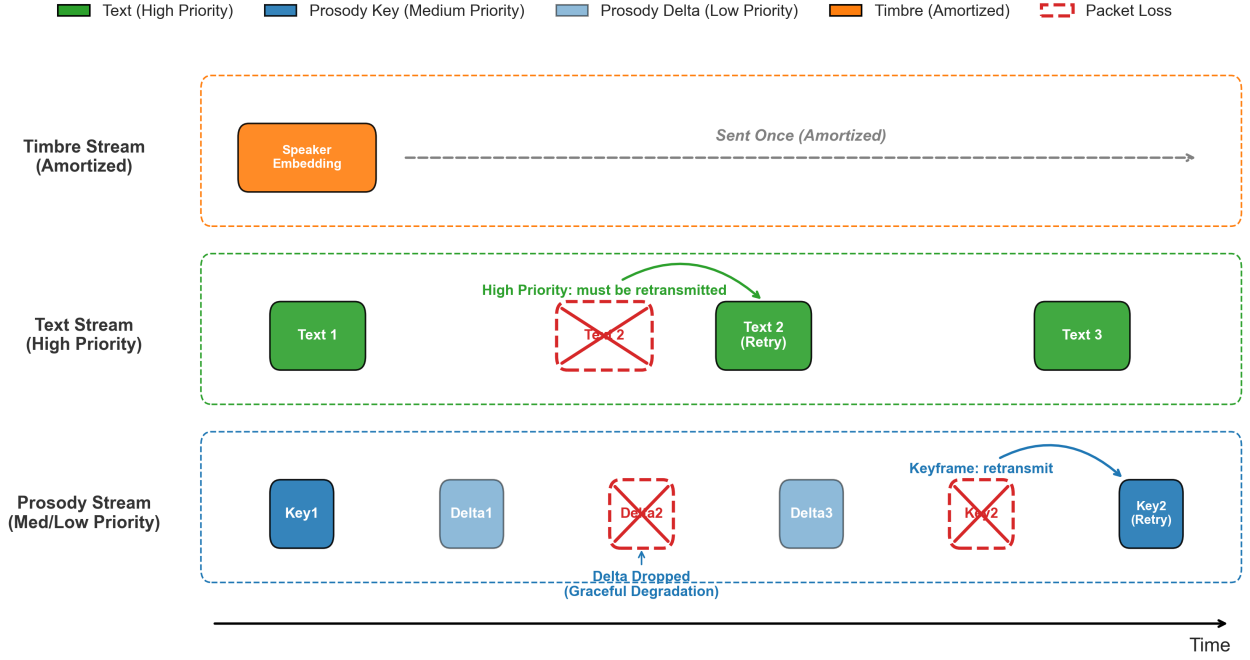 Text (High Priority)
Prosody Key (Medium Priority)
Prosody Delta (Low Priority)
Timbre (Amortized)
Packet Loss
Timbre Stream
(Amortized)
Speaker
Embedding
Sent Once (Amortized)
Text Stream
(High Priority)
High Priority: must be retransmitted
Text 1
Text 2
Text 2
(Retry)
Text 3
Prosody Stream
(Med/Low Priority)
Keyframe: retransmit
Key1
Delta1
Delta2
Delta3
Key2
Key2
(Retry)
Delta Dropped
(Graceful Degradation)
Time